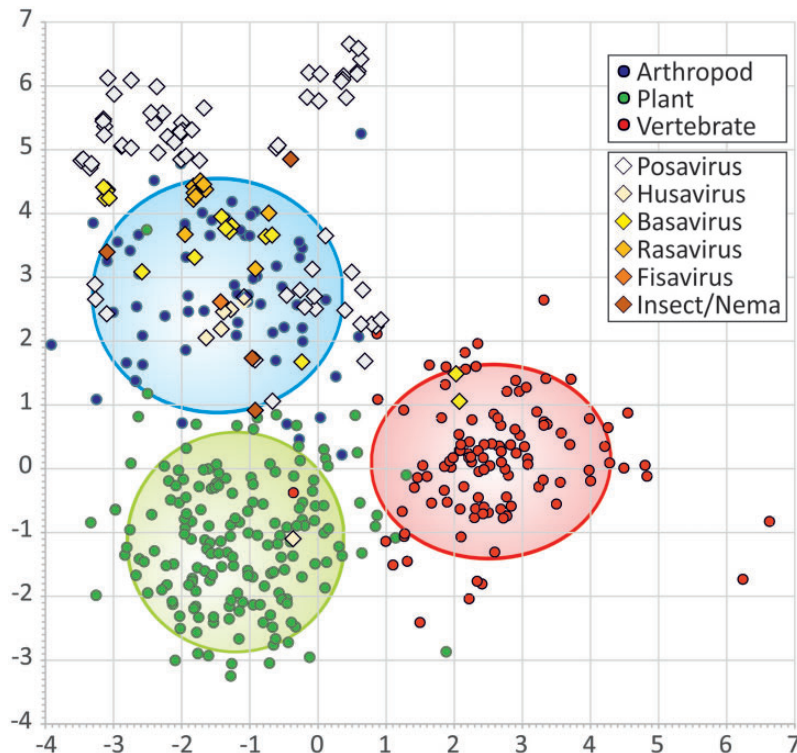 7
6
5
4
3
2
1
0
-1
-2
-3
-4
-4 -3 -2 -1 0 1 2 3 4 5 6 7
Arthropod
Plant
Vertebrate
Posavirus
Husavirus
Basavirus
Rasavirus
Fisavirus
Insect/Nema